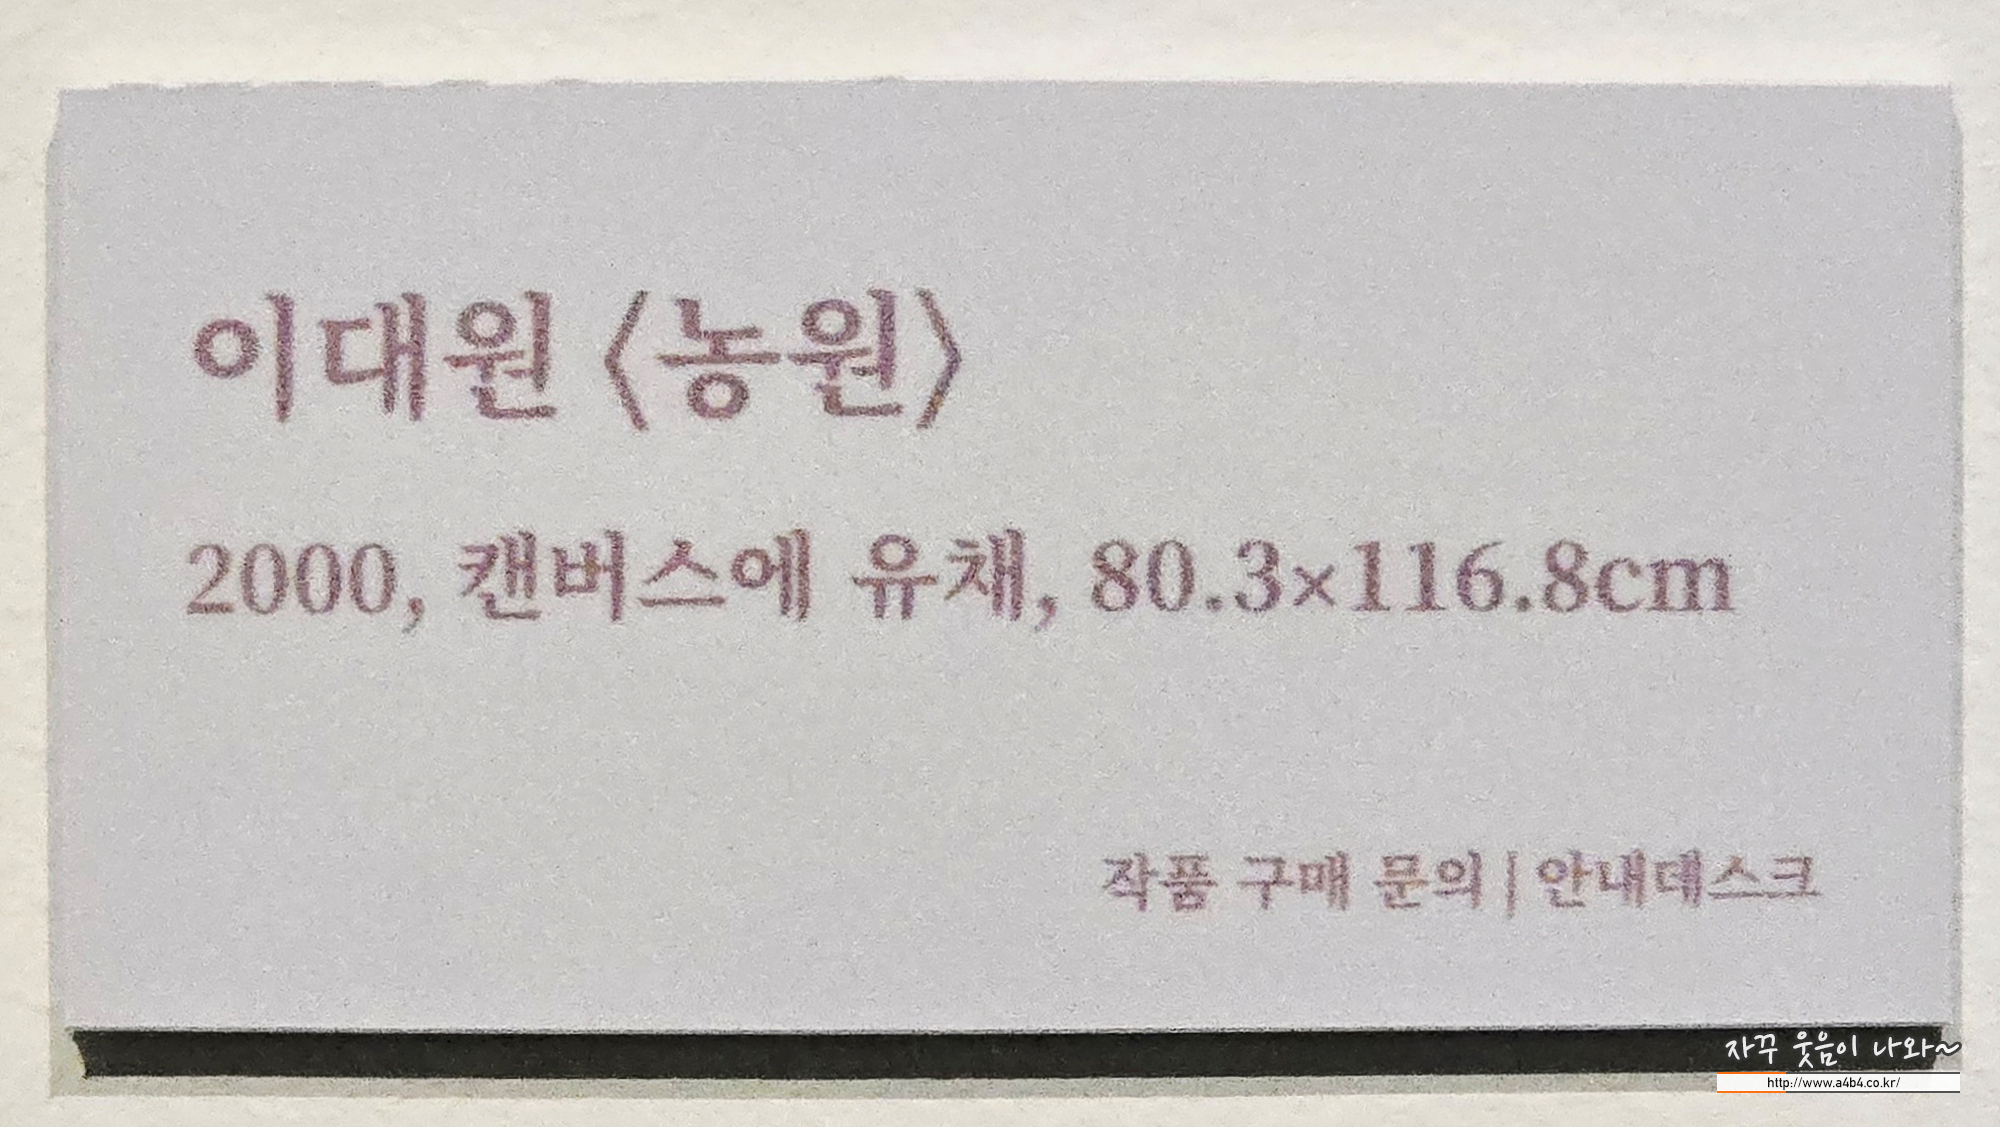 이대원 〈농원〉
2000, 캔버스에 유채, 80.3×116.8cm
작품 구매 문의 | 안내데스크
자꾸 웃음이 나와~
http://www.a4b4.co.kr/